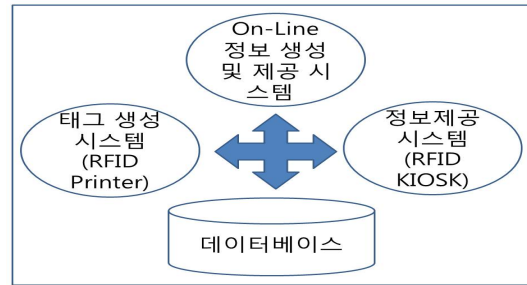 On-Line
정보 생성
및 제공 시
스템
태그 생성
시스템
(RFID
Printer)
정보제공
시스템
(RFID
KIOSK)
데이터베이스